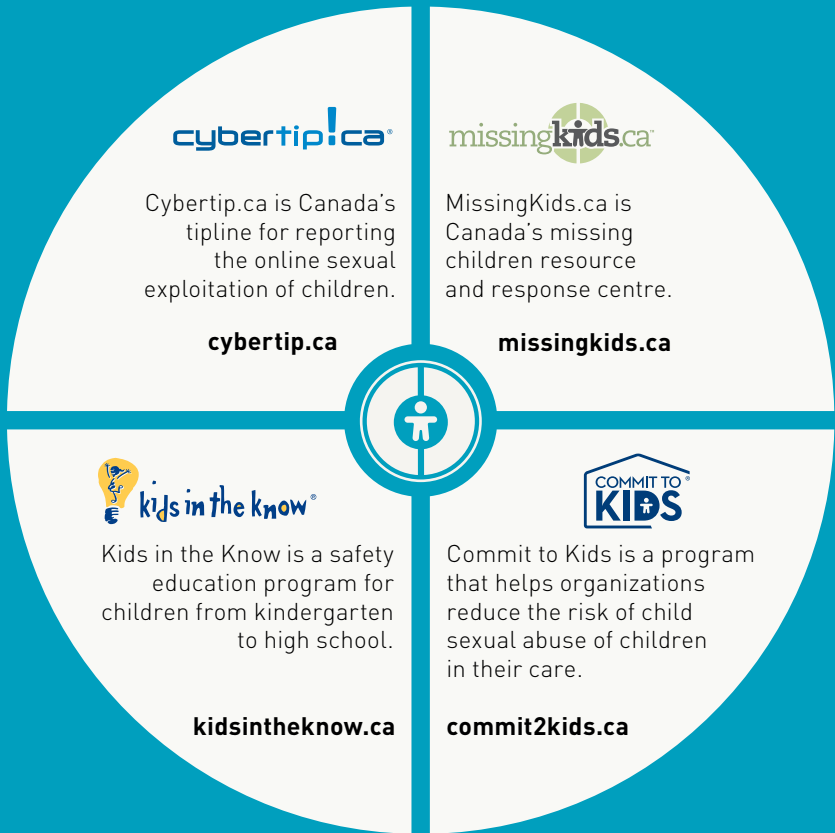 cybertip!ca®
Cybertip.ca is Canada's
tipline for reporting
the online sexual
exploitation of children.
cybertip.ca
missingkids.ca™
MissingKids.ca is
Canada's missing
children resource
and response centre.
missingkids.ca
kids in the know®
Kids in the Know is a safety
education program for
children from kindergarten
to high school.
kidsintheknow.ca
COMMIT TO®
KIDS
Commit to Kids is a program
that helps organizations
reduce the risk of child
sexual abuse of children
in their care.
commit2kids.ca